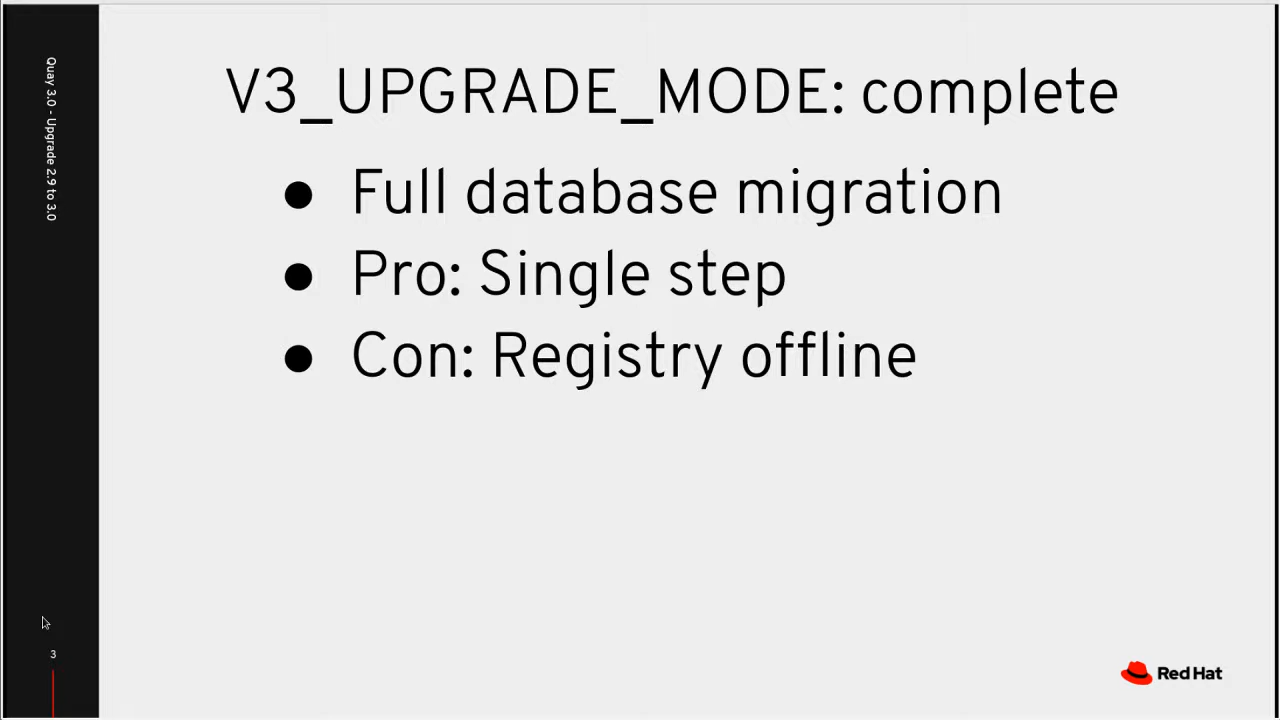 Quay 3.0 - Upgrade 2.9 to 3.0
V3_UPGRADE_MODE: complete
● Full database migration
● Pro: Single step
● Con: Registry offline
3
Red Hat